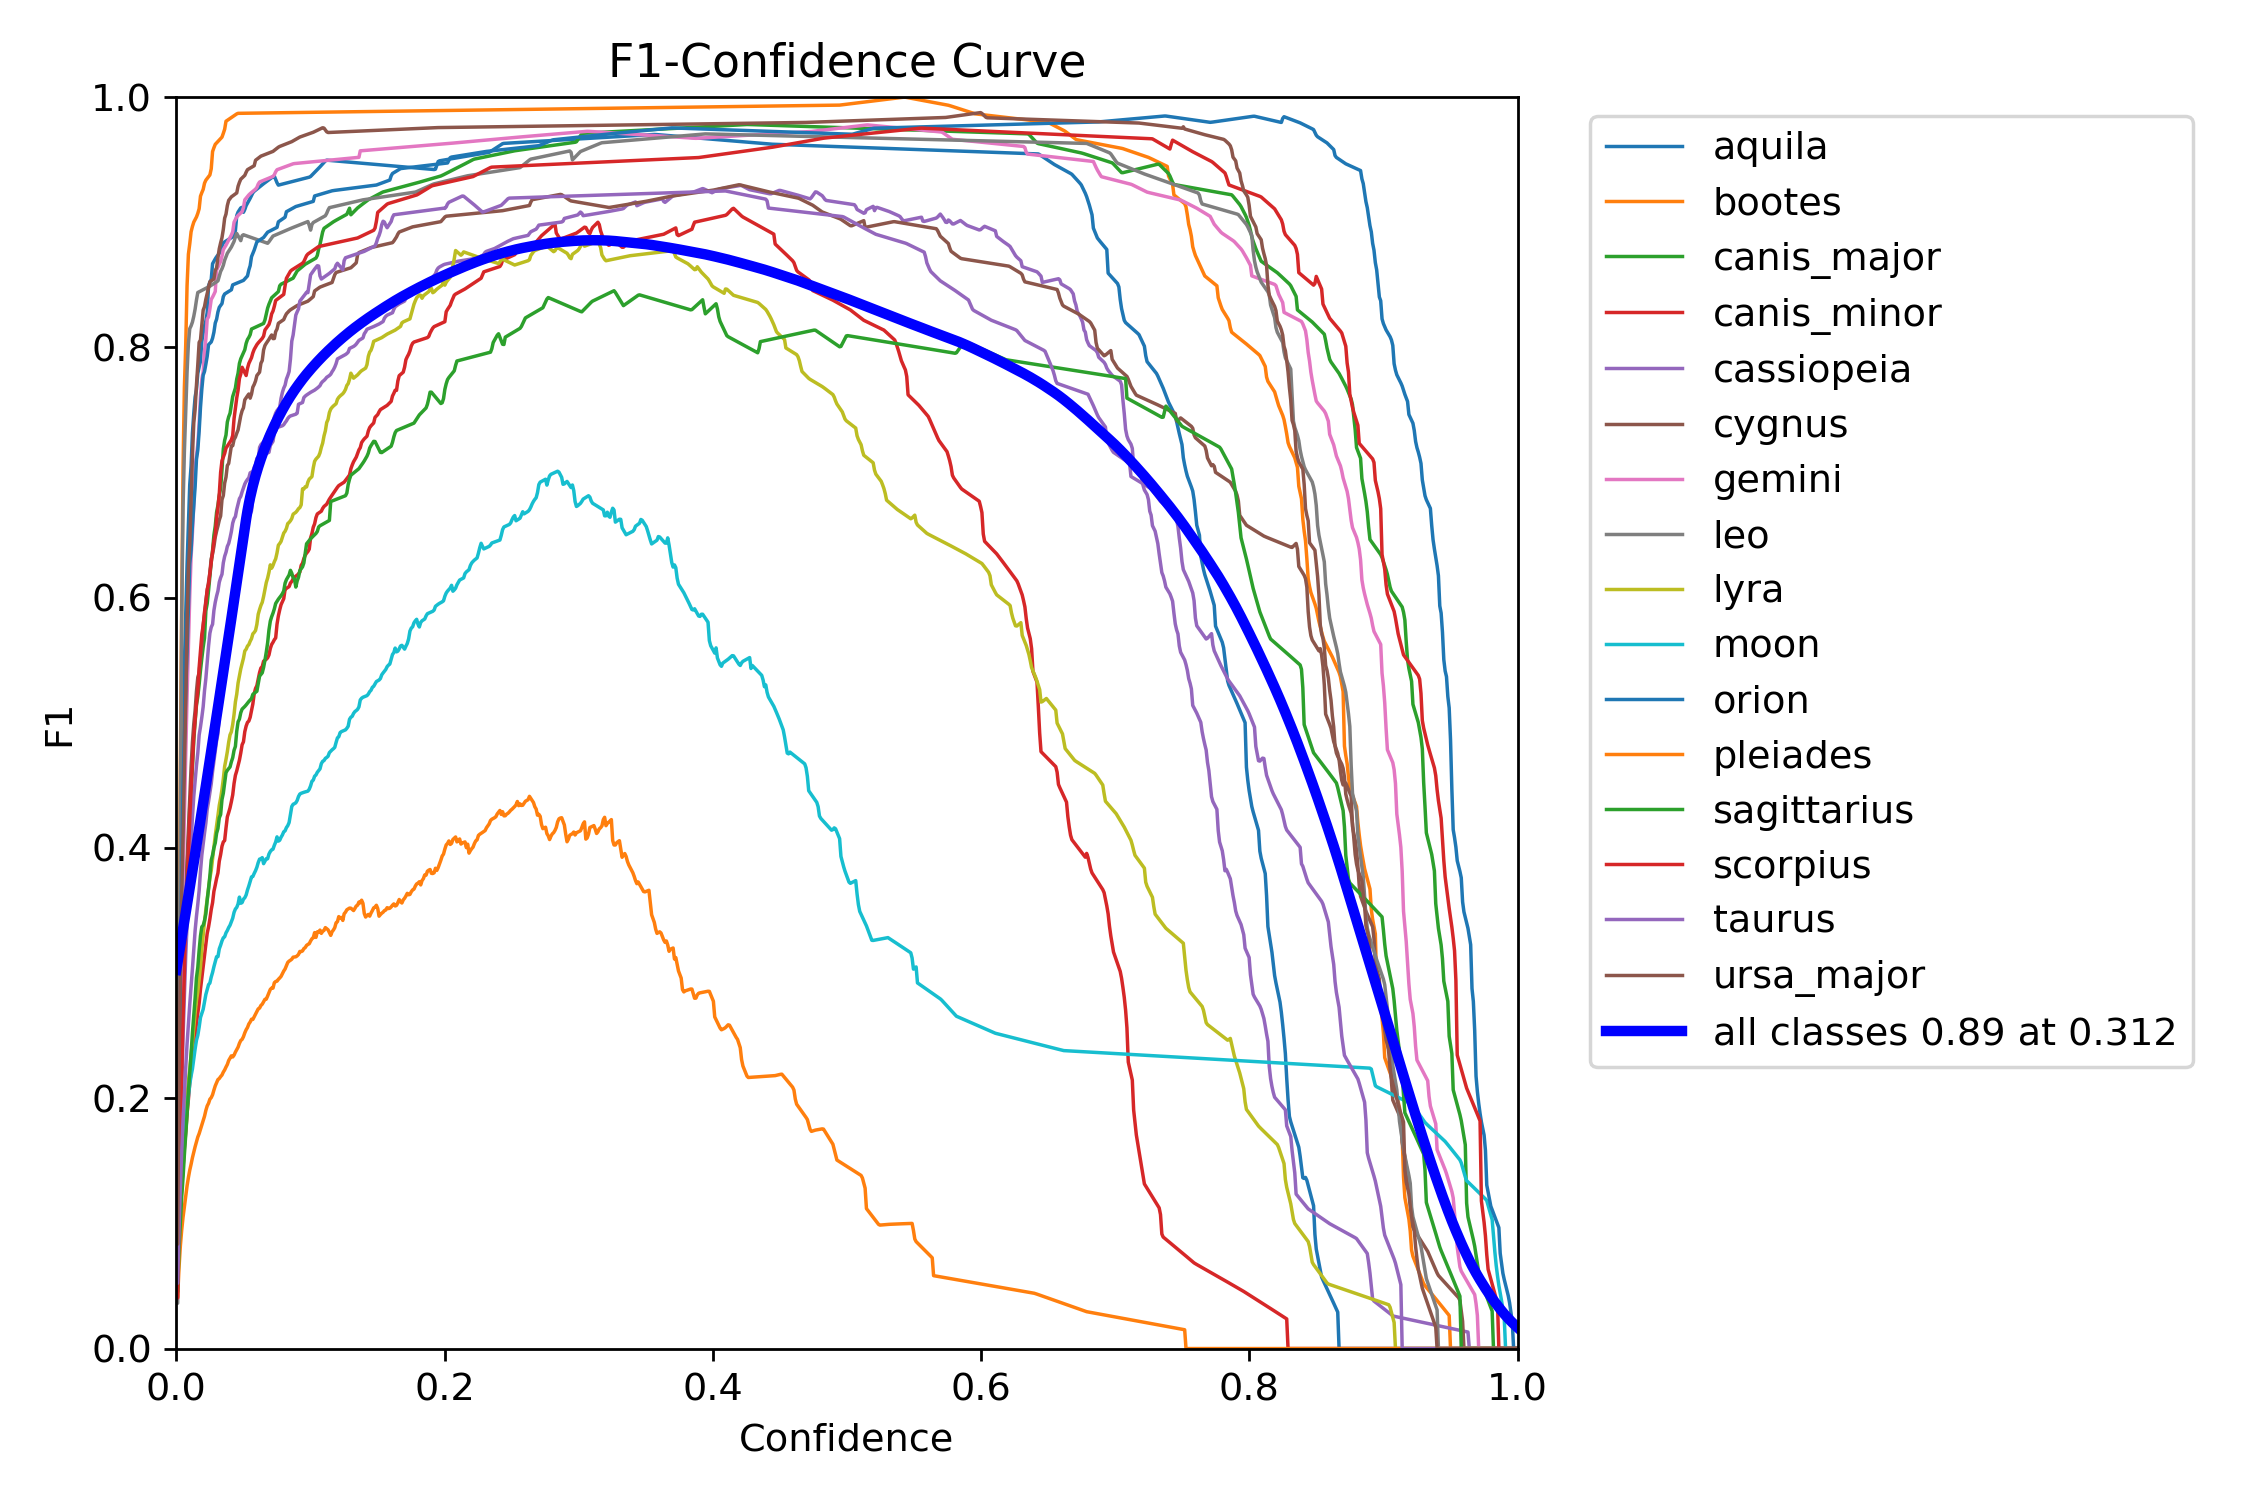 F1-Confidence Curve
1.0
0.8
0.6
0.4
0.2
0.0
F1
0.0 0.2 0.4 0.6 0.8 1.0
Confidence
aquila
bootes
canis_major
canis_minor
cassiopeia
cygnus
gemini
leo
lyra
moon
orion
pleiades
sagittarius
scorpius
taurus
ursa_major
all classes 0.89 at 0.312